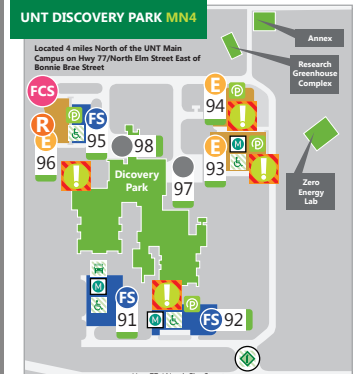 UNT DISCOVERY PARK MN4
Located 4 miles North of the UNT Main
Campus on Hwy 77/North Elm Street East of
Bonnie Brae Street
Annex
Research
Greenhouse
Complex
FCS
R
E
96
P
FS
95
98
E
94
P
!
E
93
M
P
!
!
Dicovery
Park
97
Zero
Energy
Lab
M
FS
91
!
P
M
FS
92